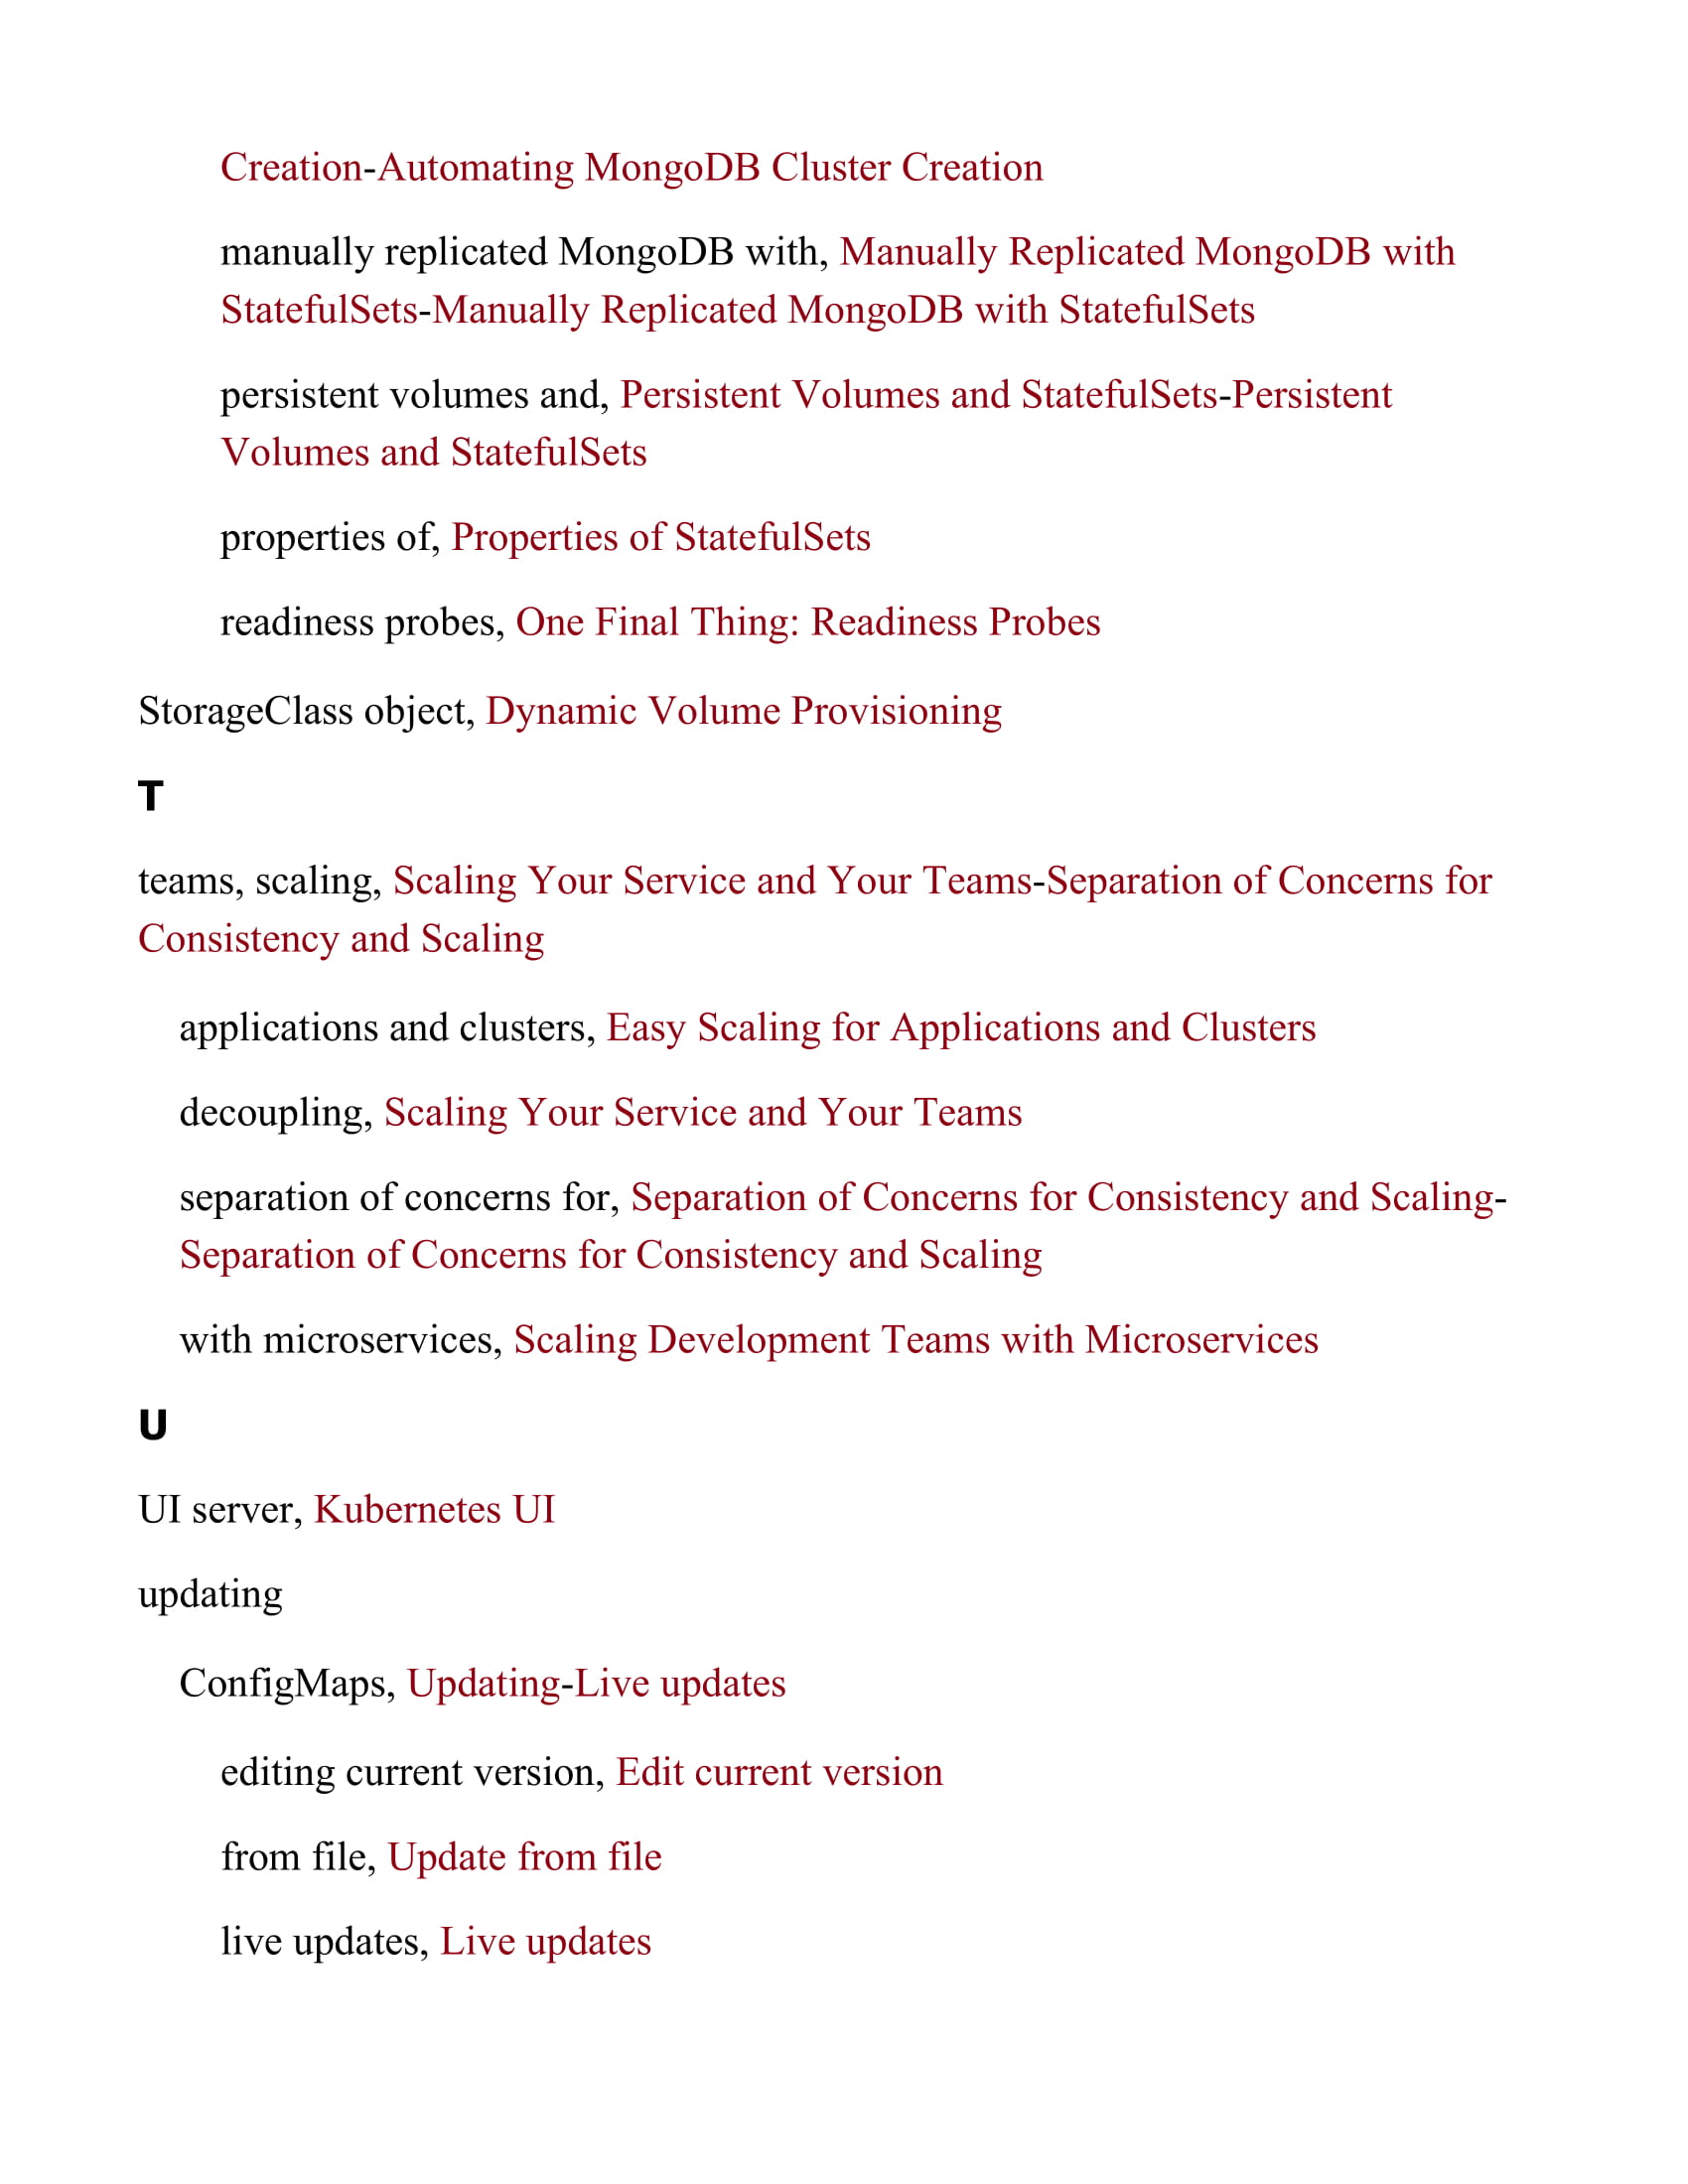 Creation-Automating MongoDB Cluster Creation
manually replicated MongoDB with, Manually Replicated MongoDB with
StatefulSets-Manually Replicated MongoDB with StatefulSets
persistent volumes and, Persistent Volumes and StatefulSets-Persistent
Volumes and StatefulSets
properties of, Properties of StatefulSets
readiness probes, One Final Thing: Readiness Probes
StorageClass object, Dynamic Volume Provisioning
T
teams, scaling, Scaling Your Service and Your Teams-Separation of Concerns for
Consistency and Scaling
applications and clusters, Easy Scaling for Applications and Clusters
decoupling, Scaling Your Service and Your Teams
separation of concerns for, Separation of Concerns for Consistency and Scaling-
Separation of Concerns for Consistency and Scaling
with microservices, Scaling Development Teams with Microservices
U
UI server, Kubernetes UI
updating
ConfigMaps, Updating-Live updates
editing current version, Edit current version
from file, Update from file
live updates, Live updates